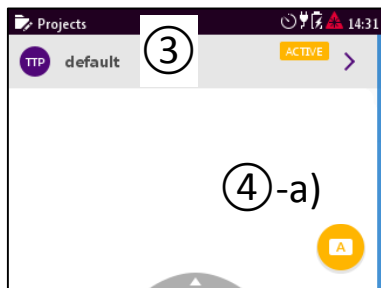 Projects 14:31
TTP default ③ ACTIVE
④-a)
A